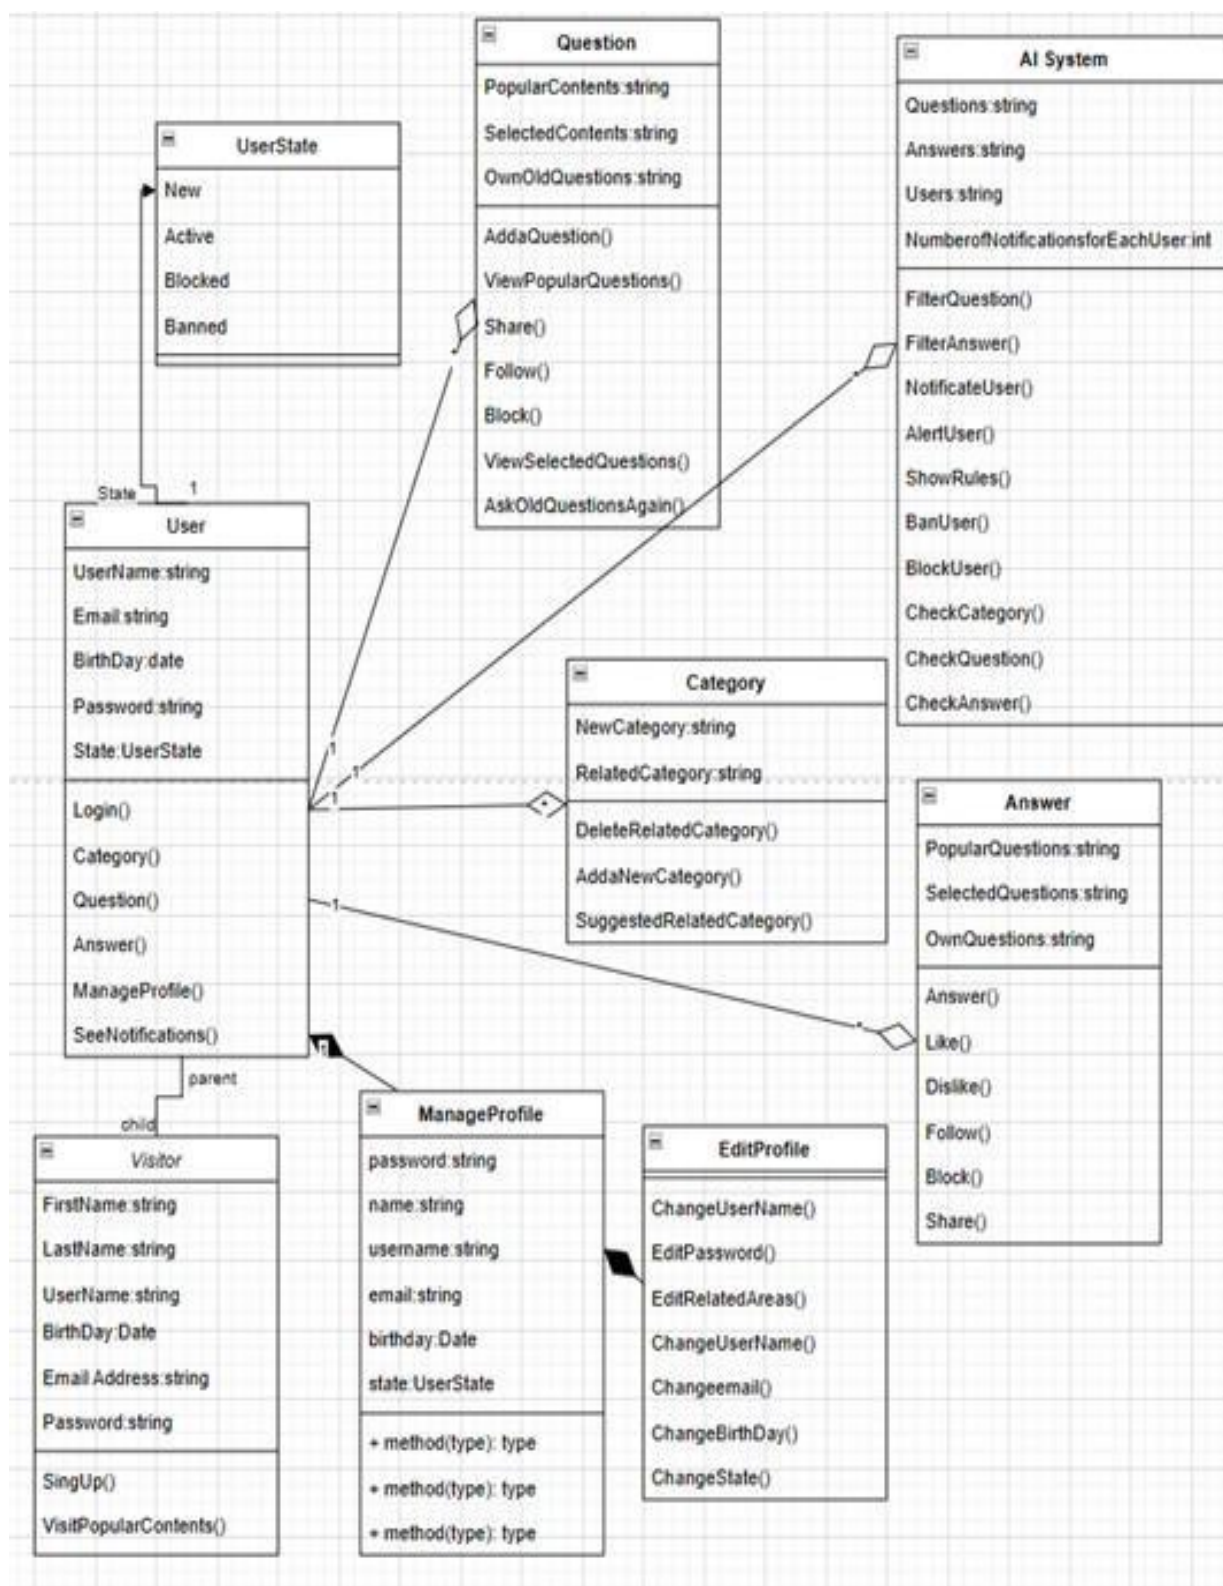 Question
PopularContents:string
SelectedContents:string
OwnOldQuestions:string
AddaQuestion()
ViewPopularQuestions()
Share()
Follow()
Block()
ViewSelectedQuestions()
AskOldQuestionsAgain()
AI System
Questions:string
Answers:string
Users:string
NumberofNotificationsforEachUser:int
FilterQuestion()
FilterAnswer()
NotificateUser()
AlertUser()
ShowRules()
BanUser()
BlockUser()
CheckCategory()
CheckQuestion()
CheckAnswer()
UserState
New
Active
Blocked
Banned
State
1
User
UserName:string
Email:string
BirthDay:date
Password:string
State:UserState
Login()
Category()
Question()
Answer()
ManageProfile()
SeeNotifications()
1
*
1
*
1
*
1
*
1
Category
NewCategory:string
RelatedCategory:string
DeleteRelatedCategory()
AddaNewCategory()
SuggestedRelatedCategory()
Answer
PopularQuestions:string
SelectedQuestions:string
OwnQuestions:string
Answer()
Like()
Dislike()
Follow()
Block()
Share()
parent
child
Visitor
FirstName:string
LastName:string
UserName:string
BirthDay:Date
Email Address:string
Password:string
SingUp()
VisitPopularContents()
ManageProfile
password:string
name:string
username:string
email:string
birthday:Date
state:UserState
+ method(type): type
+ method(type): type
+ method(type): type
EditProfile
ChangeUserName()
EditPassword()
EditRelatedAreas()
ChangeUserName()
Changeemail()
ChangeBirthDay()
ChangeState()